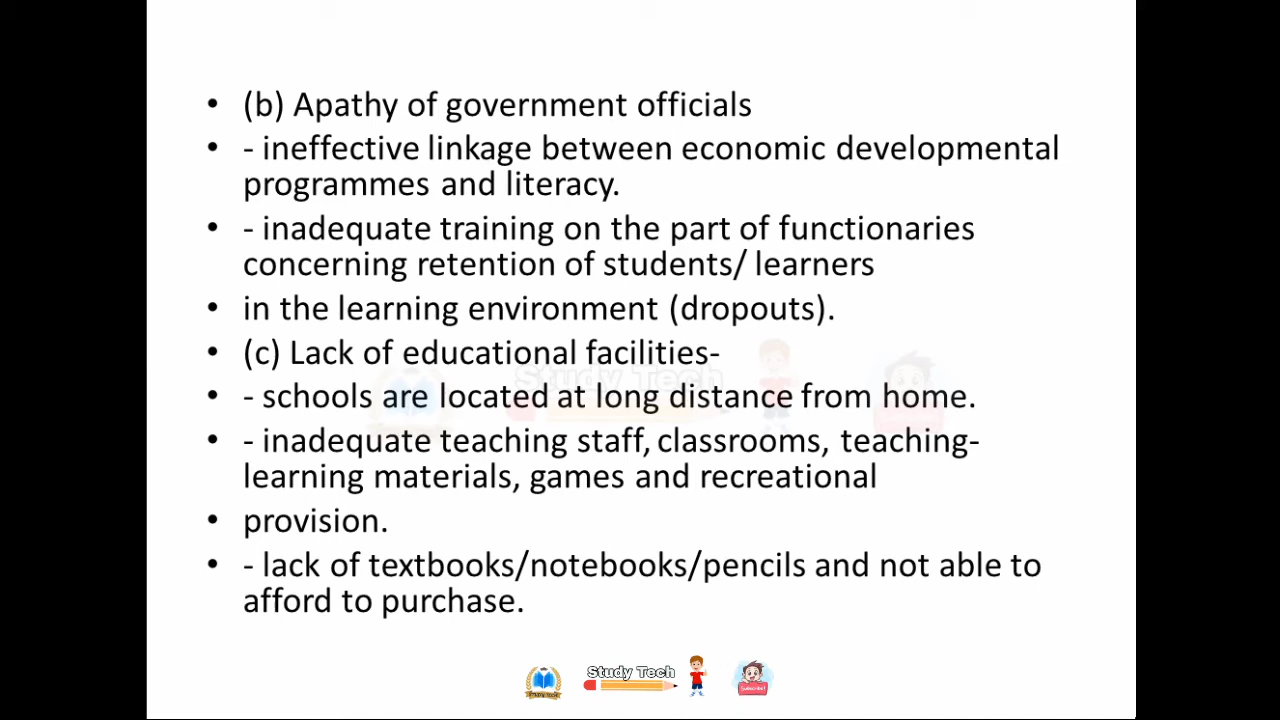 • (b) Apathy of government officials
• - ineffective linkage between economic developmental
programmes and literacy.
• - inadequate training on the part of functionaries
concerning retention of students/ learners
• in the learning environment (dropouts).
• (c) Lack of educational facilities-
• - schools are located at long distance from home.
• - inadequate teaching staff, classrooms, teaching-
learning materials, games and recreational
• provision.
• - lack of textbooks/notebooks/pencils and not able to
afford to purchase.
Study Tech
Study Tech
Subscribe!